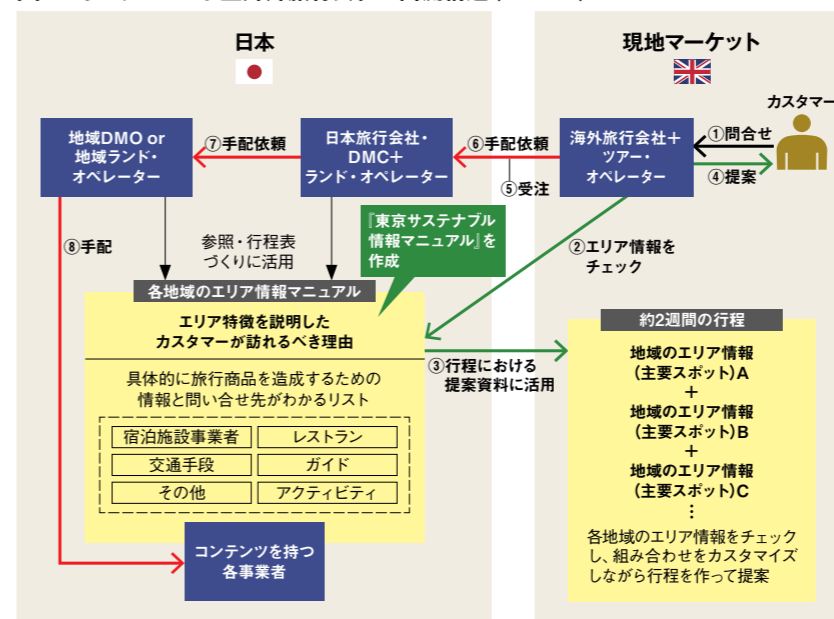 日本
現地マーケット
カスタマー
地域DMO or
地域ランド・
オペレーター
⑦手配依頼
日本旅行会社・
DMC＋
ランド・オペレーター
⑥手配依頼
⑤受注
海外旅行会社＋
ツアー・
オペレーター
①問合せ
④提案
⑧手配
参照・行程表
づくりに活用
『東京サステナブル
情報マニュアル』を
作成
②エリア情報を
チェック
各地域のエリア情報マニュアル
エリア特徴を説明した
カスタマーが訪れるべき理由
具体的に旅行商品を造成するための
情報と問い合せ先がわかるリスト
宿泊施設事業者
レストラン
交通手段
ガイド
その他
アクティビティ
③行程における
提案資料に活用
約2週間の行程
地域のエリア情報
（主要スポット）A
＋
地域のエリア情報
（主要スポット）B
＋
地域のエリア情報
（主要スポット）C
⋮
各地域のエリア情報をチェック
し、組み合わせをカスタマイズ
しながら行程を作って提案
コンテンツを持つ
各事業者